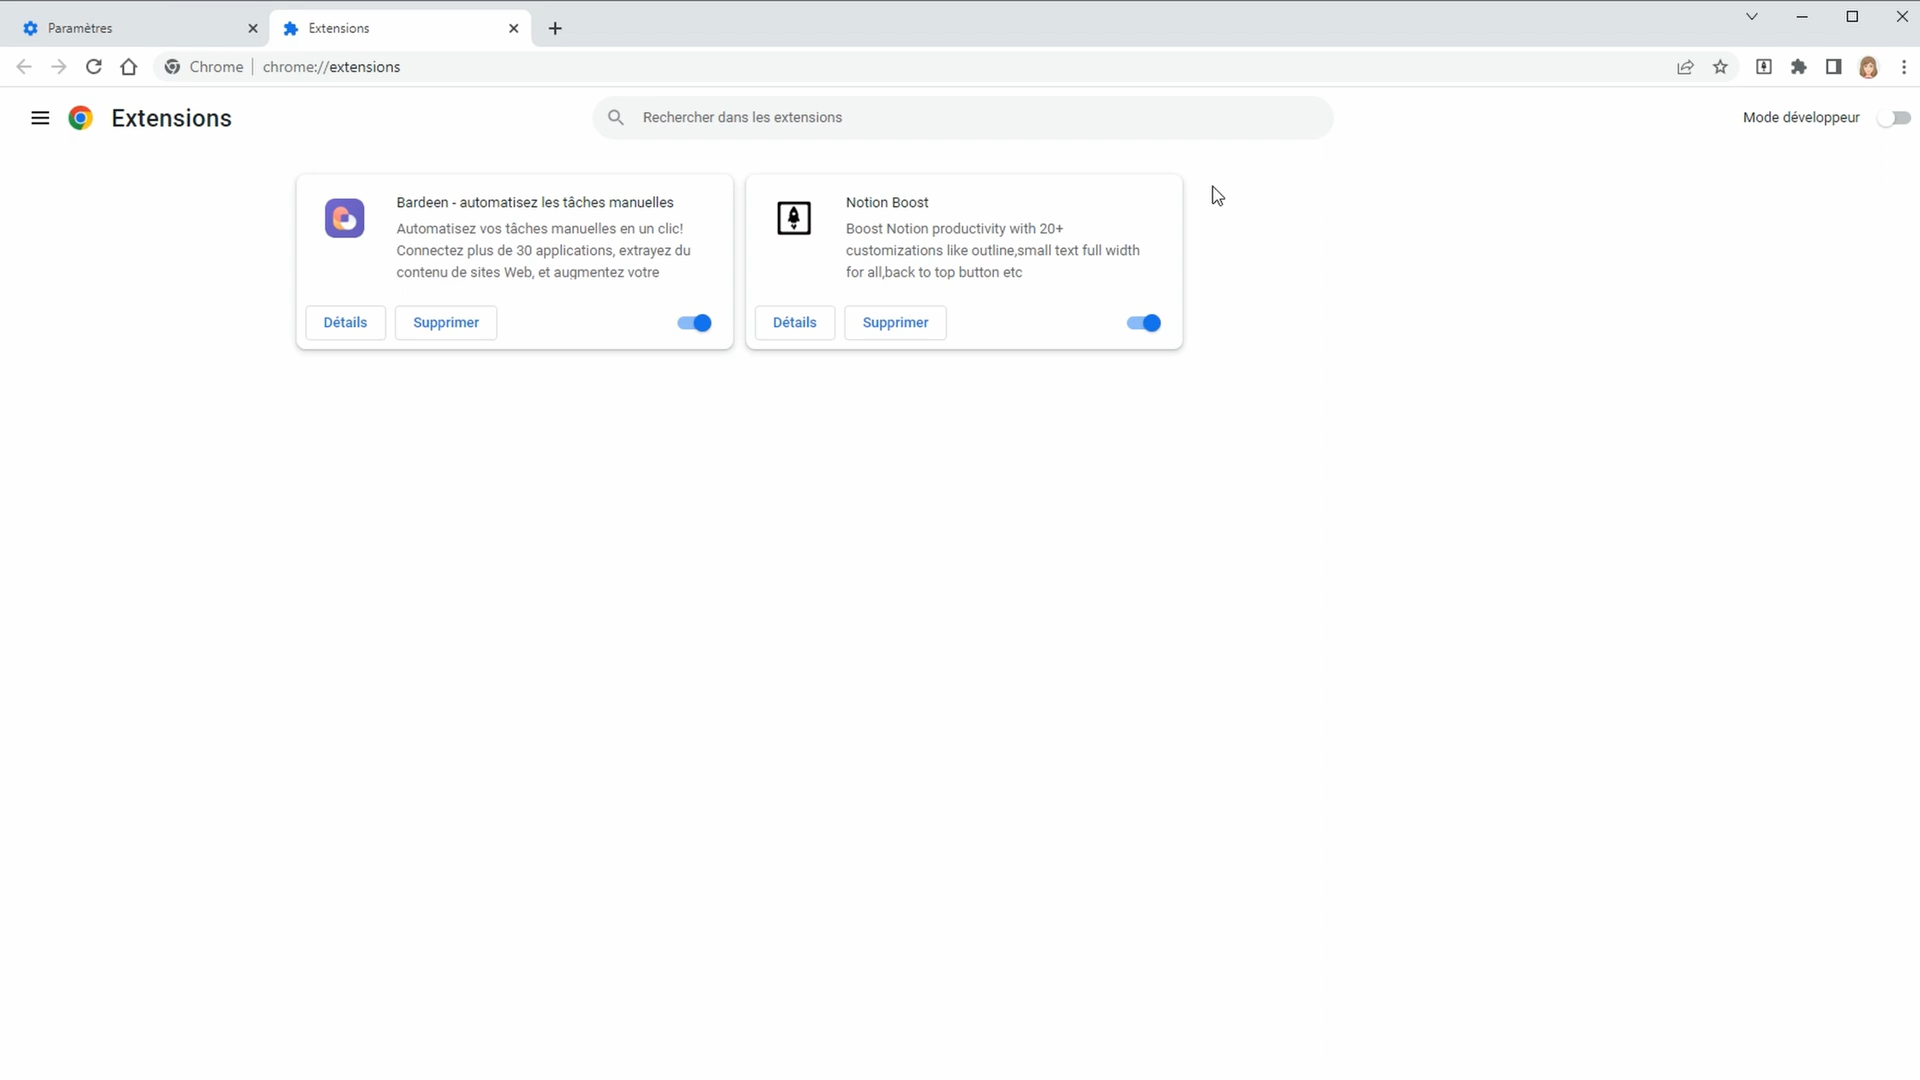 Paramètres
Extensions
Chrome
chrome://extensions
Extensions
Rechercher dans les extensions
Mode développeur
Bardeen - automatisez les tâches manuelles
Automatisez vos tâches manuelles en un clic!
Connectez plus de 30 applications, extrayez du
contenu de sites Web, et augmentez votre
Détails
Supprimer
Notion Boost
Boost Notion productivity with 20+
customizations like outline,small text full width
for all,back to top button etc
Détails
Supprimer